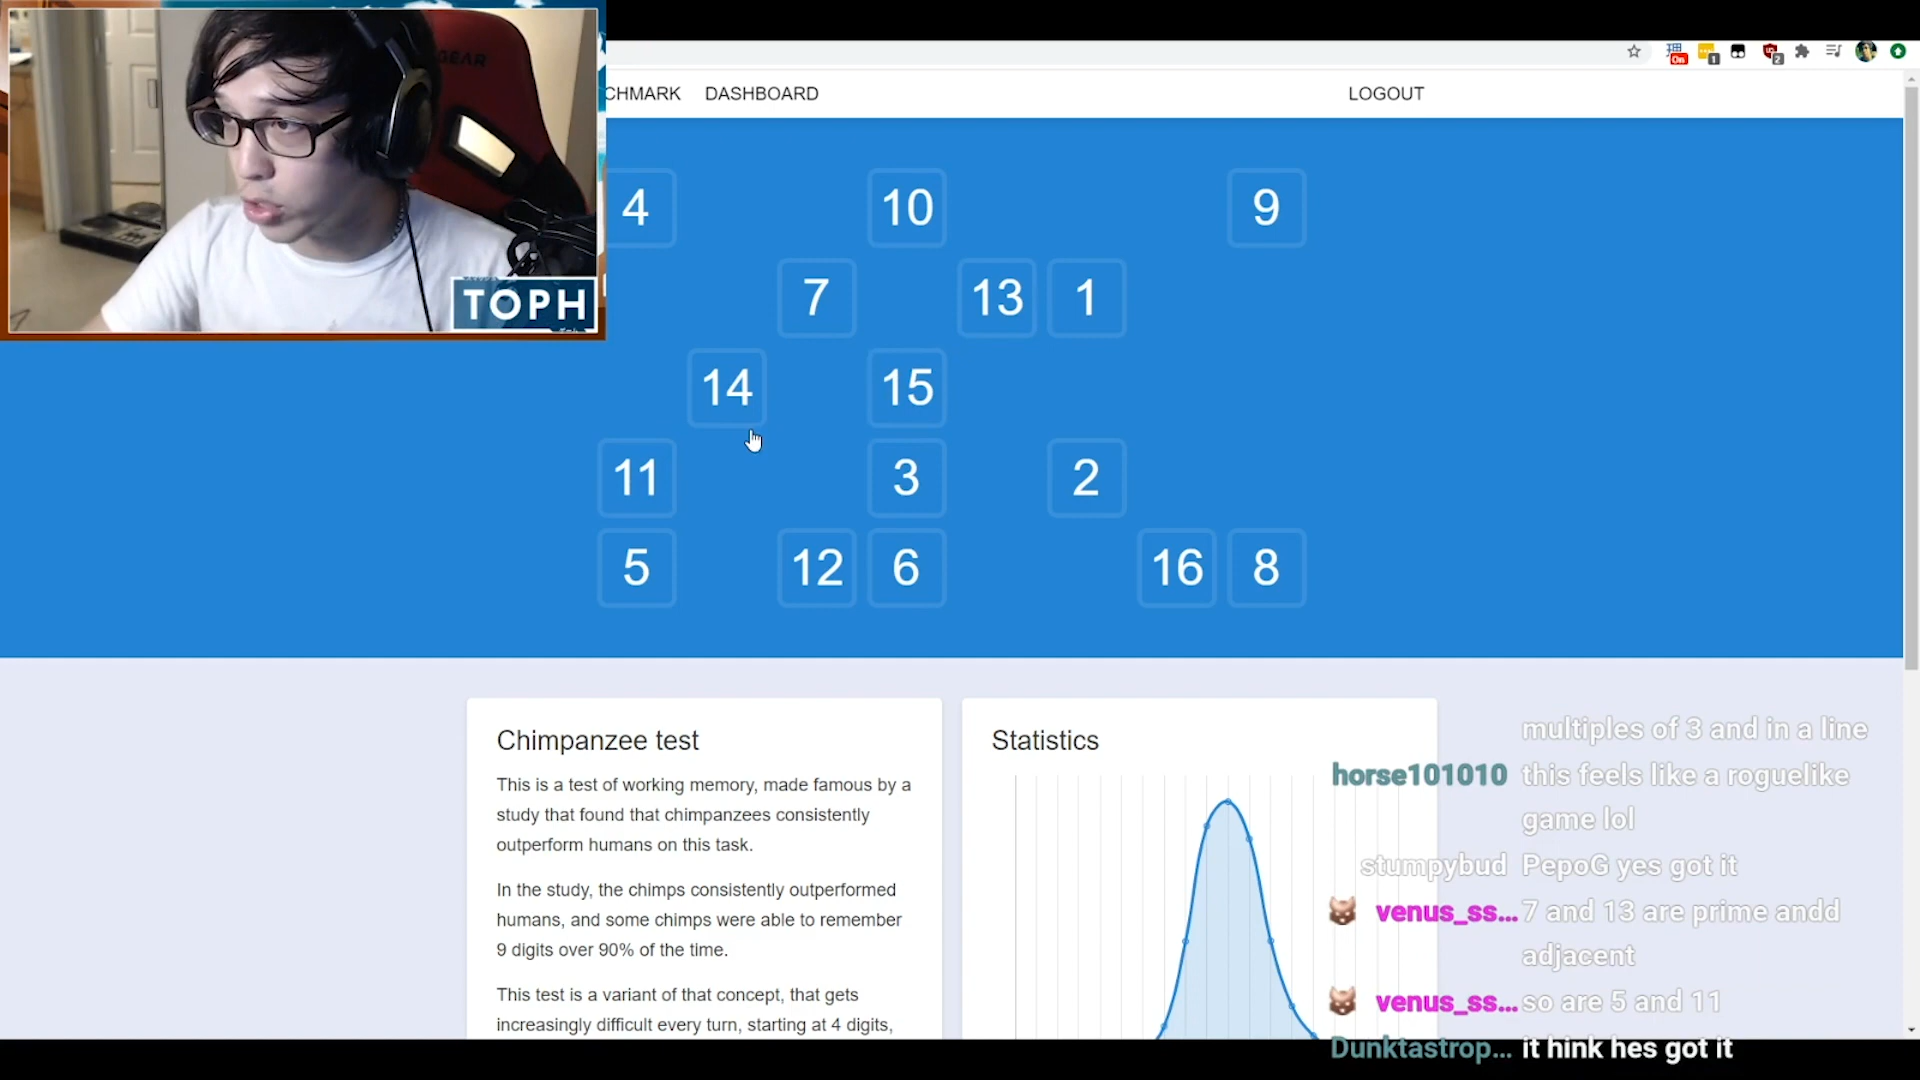 GEAR
TOPH
CHMARK DASHBOARD LOGOUT
On 1 2
4 10 9
7 13 1
14 15
11 3 2
5 12 6 16 8
Chimpanzee test
This is a test of working memory, made famous by a
study that found that chimpanzees consistently
outperform humans on this task.
In the study, the chimps consistently outperformed
humans, and some chimps were able to remember
9 digits over 90% of the time.
This test is a variant of that concept, that gets
increasingly difficult every turn, starting at 4 digits,
Statistics
multiples of 3 and in a line
horse101010 this feels like a roguelike
game lol
stumpybud PepoG yes got it
venus_ss... 7 and 13 are prime andd
adjacent
venus_ss... so are 5 and 11
Dunktastrop... it hink hes got it